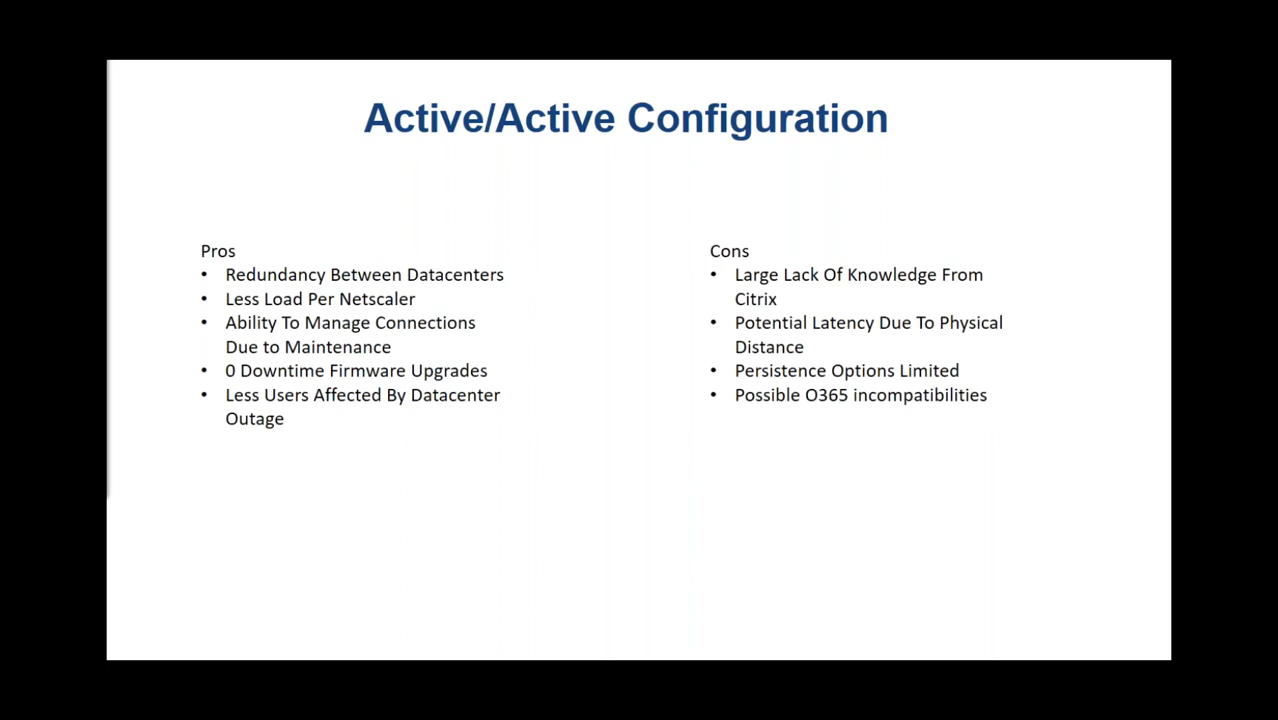 Active/Active Configuration
Pros
• Redundancy Between Datacenters
• Less Load Per Netscaler
• Ability To Manage Connections
Due to Maintenance
• 0 Downtime Firmware Upgrades
• Less Users Affected By Datacenter
Outage
Cons
• Large Lack Of Knowledge From
Citrix
• Potential Latency Due To Physical
Distance
• Persistence Options Limited
• Possible O365 incompatibilities